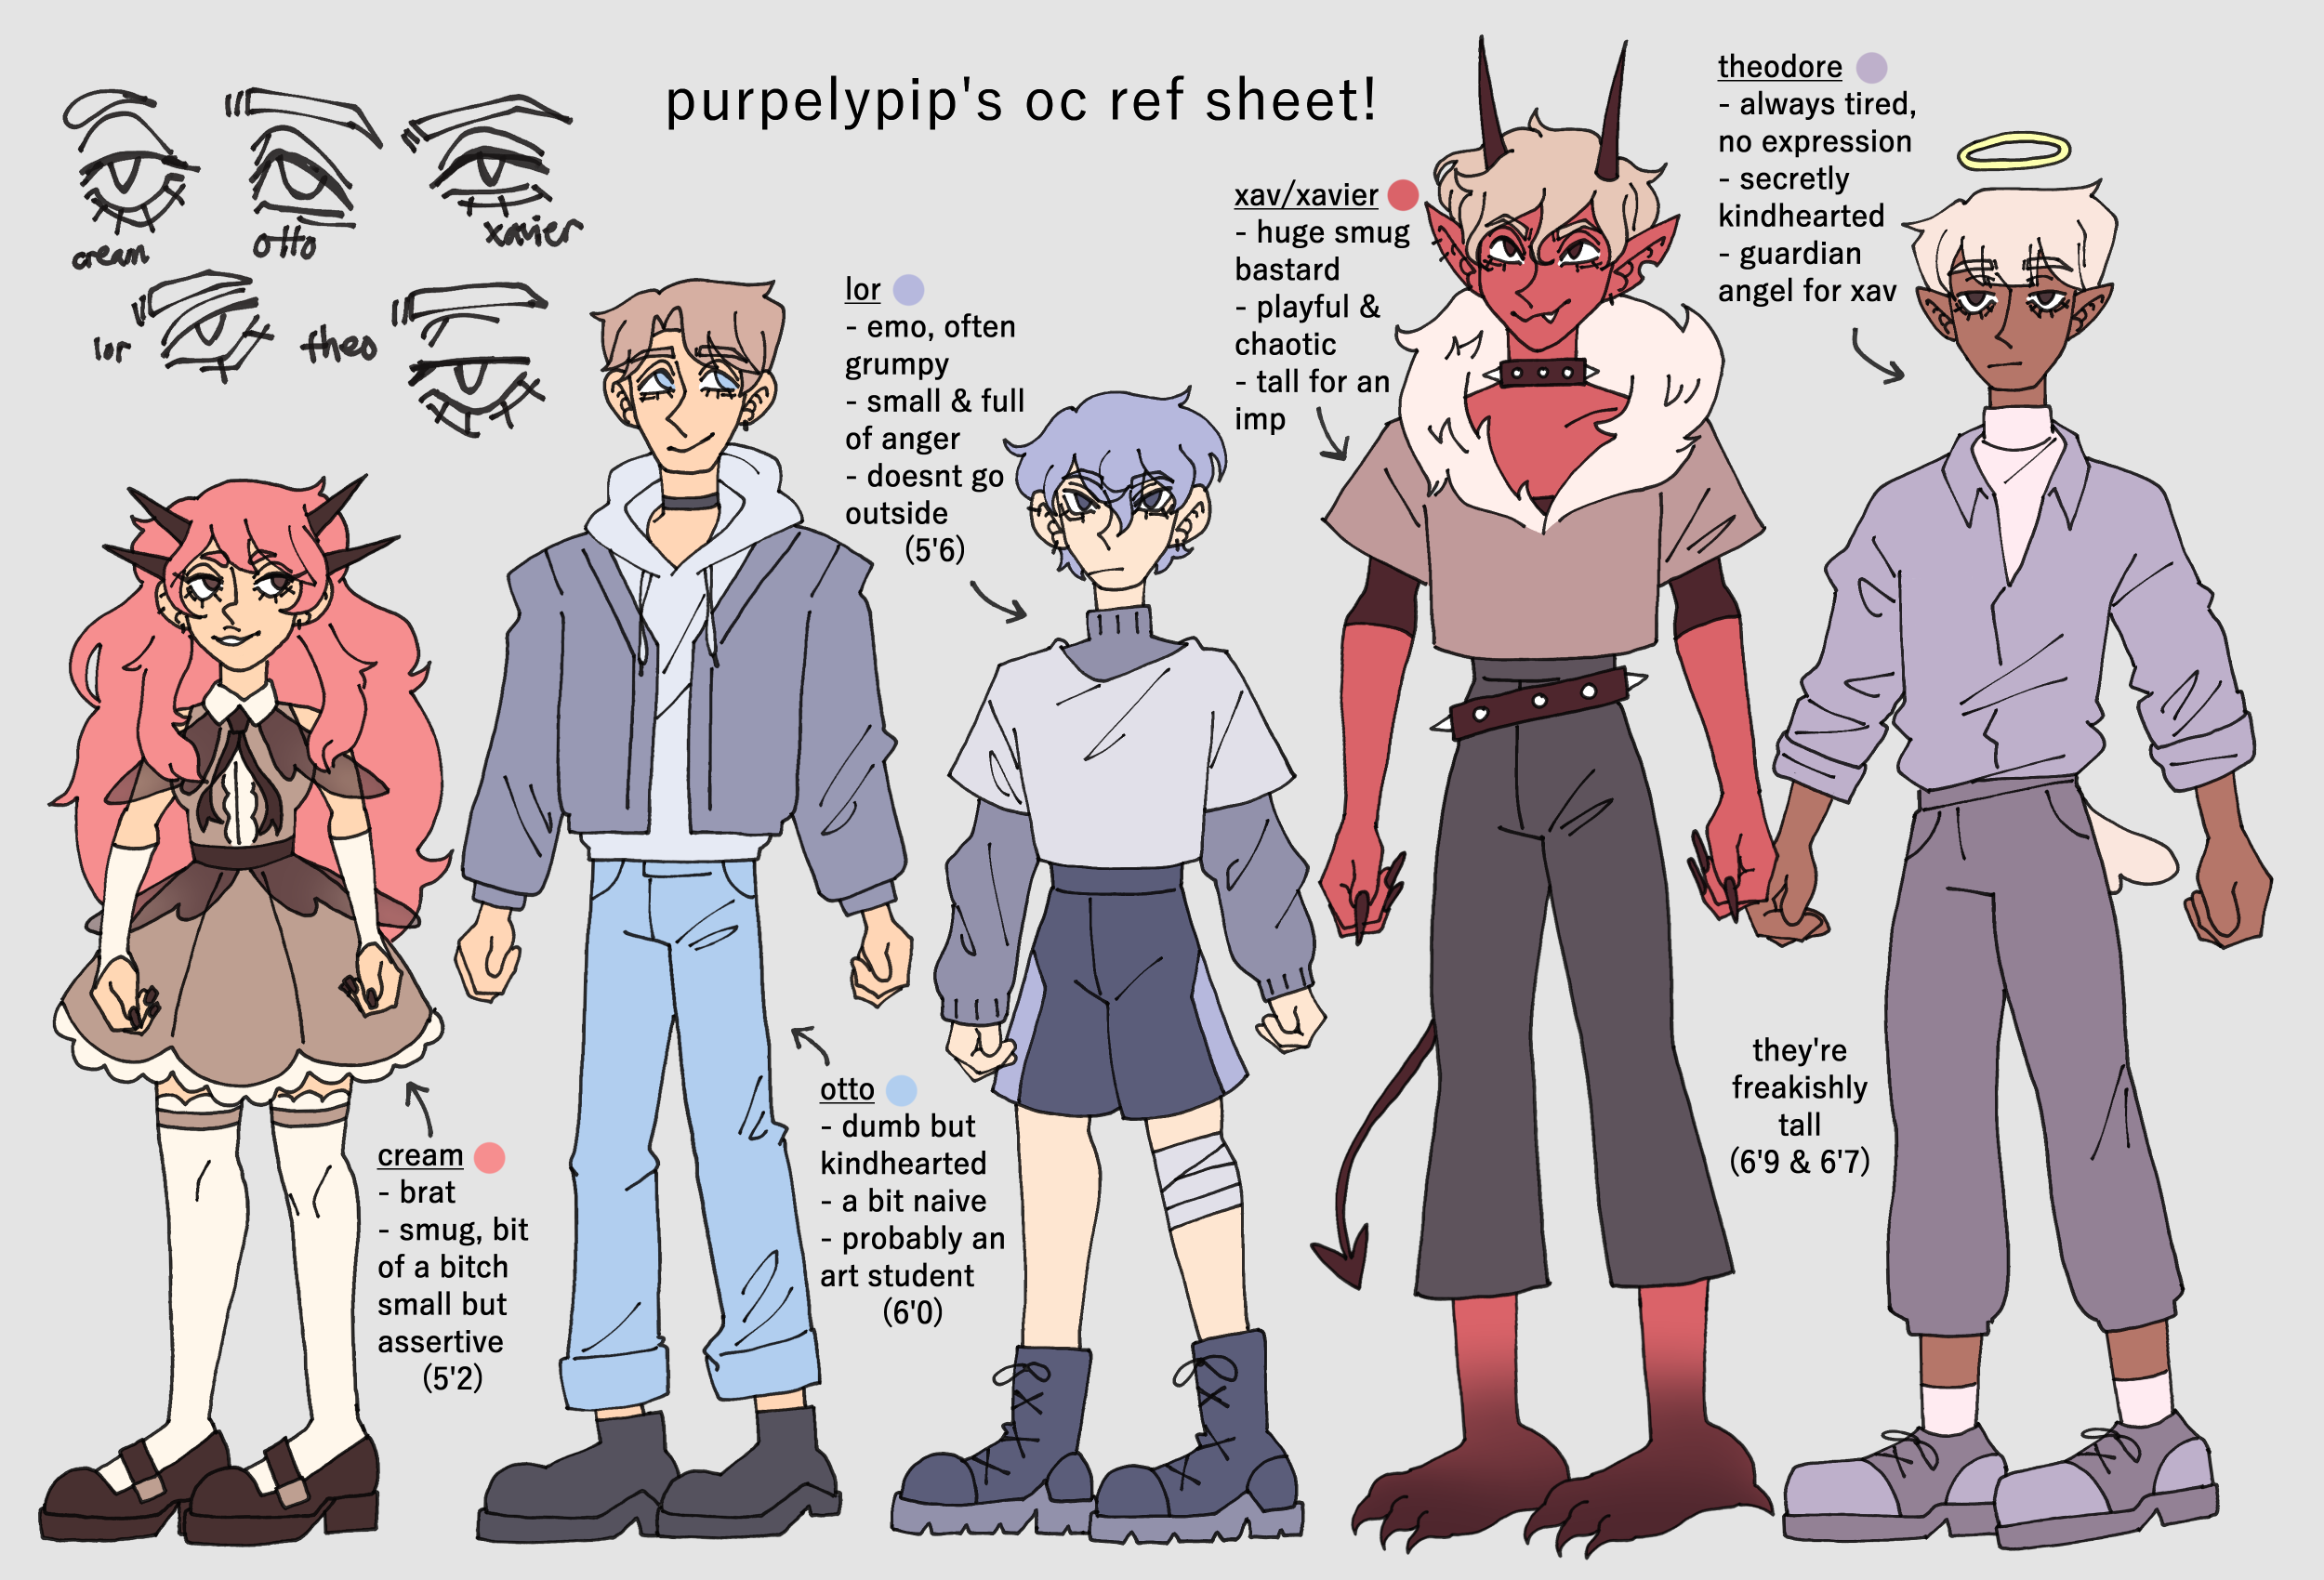 purpelypip's oc ref sheet!
cream
otto
xavier
lor
theo
cream
- brat
- smug, bit
of a bitch
small but
assertive
(5'2)
otto
- dumb but
kindhearted
- a bit naive
- probably an
art student
(6'0)
lor
- emo, often
grumpy
- small & full
of anger
- doesnt go
outside
(5'6)
xav/xavier
- huge smug
bastard
- playful &
chaotic
- tall for an
imp
theodore
- always tired,
no expression
- secretly
kindhearted
- guardian
angel for xav
they're
freakishly
tall
(6'9 & 6'7)